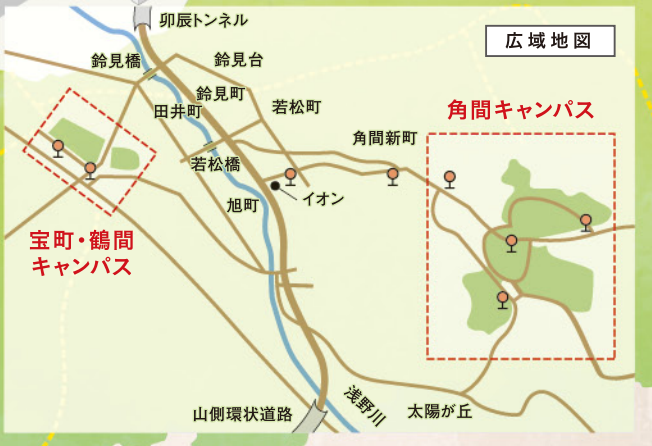 卯辰トンネル
広域地図
鈴見橋
鈴見台
鈴見町
田井町
若松町
角間キャンパス
角間新町
若松橋
旭町
イオン
宝町・鶴間
キャンパス
山側環状道路
浅野川
太陽が丘